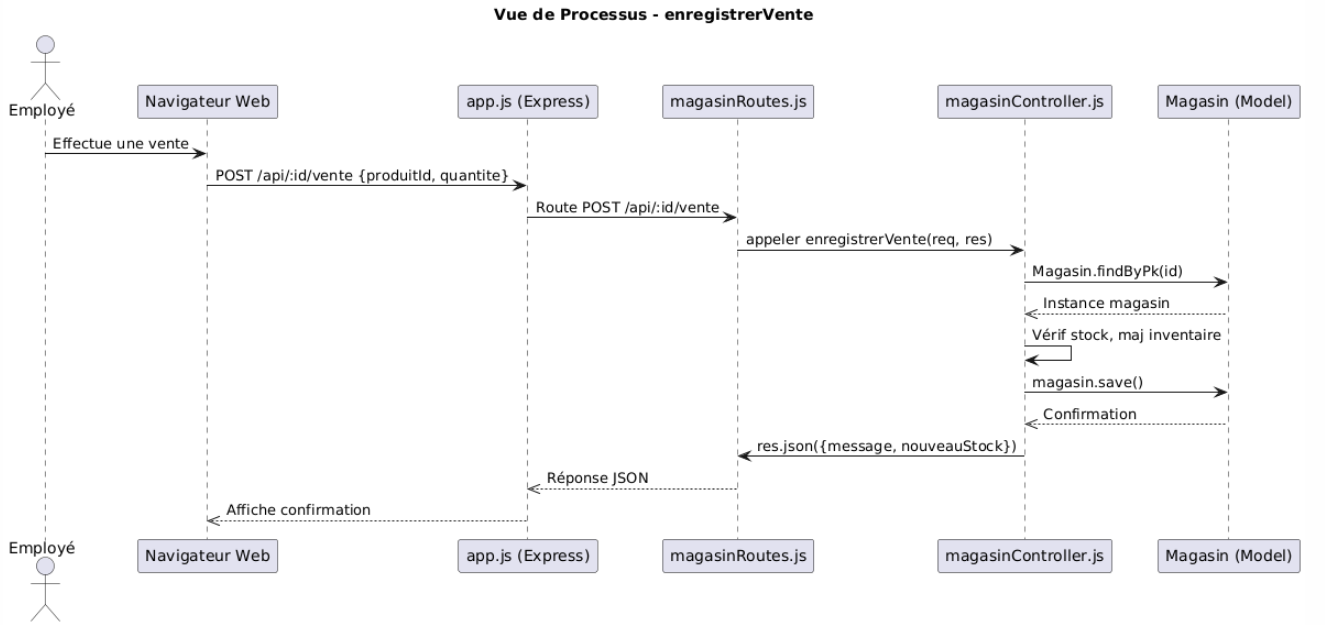 Vue de Processus - enregistrerVente
Employé
Navigateur Web
app.js (Express)
magasinRoutes.js
magasinController.js
Magasin (Model)
Effectue une vente
POST /api/:id/vente {produitId, quantite}
Route POST /api/:id/vente
appeler enregistrerVente(req, res)
Magasin.findByPk(id)
Instance magasin
Vérif stock, maj inventaire
magasin.save()
Confirmation
res.json({message, nouveauStock})
Réponse JSON
Affiche confirmation
Employé
Navigateur Web
app.js (Express)
magasinRoutes.js
magasinController.js
Magasin (Model)